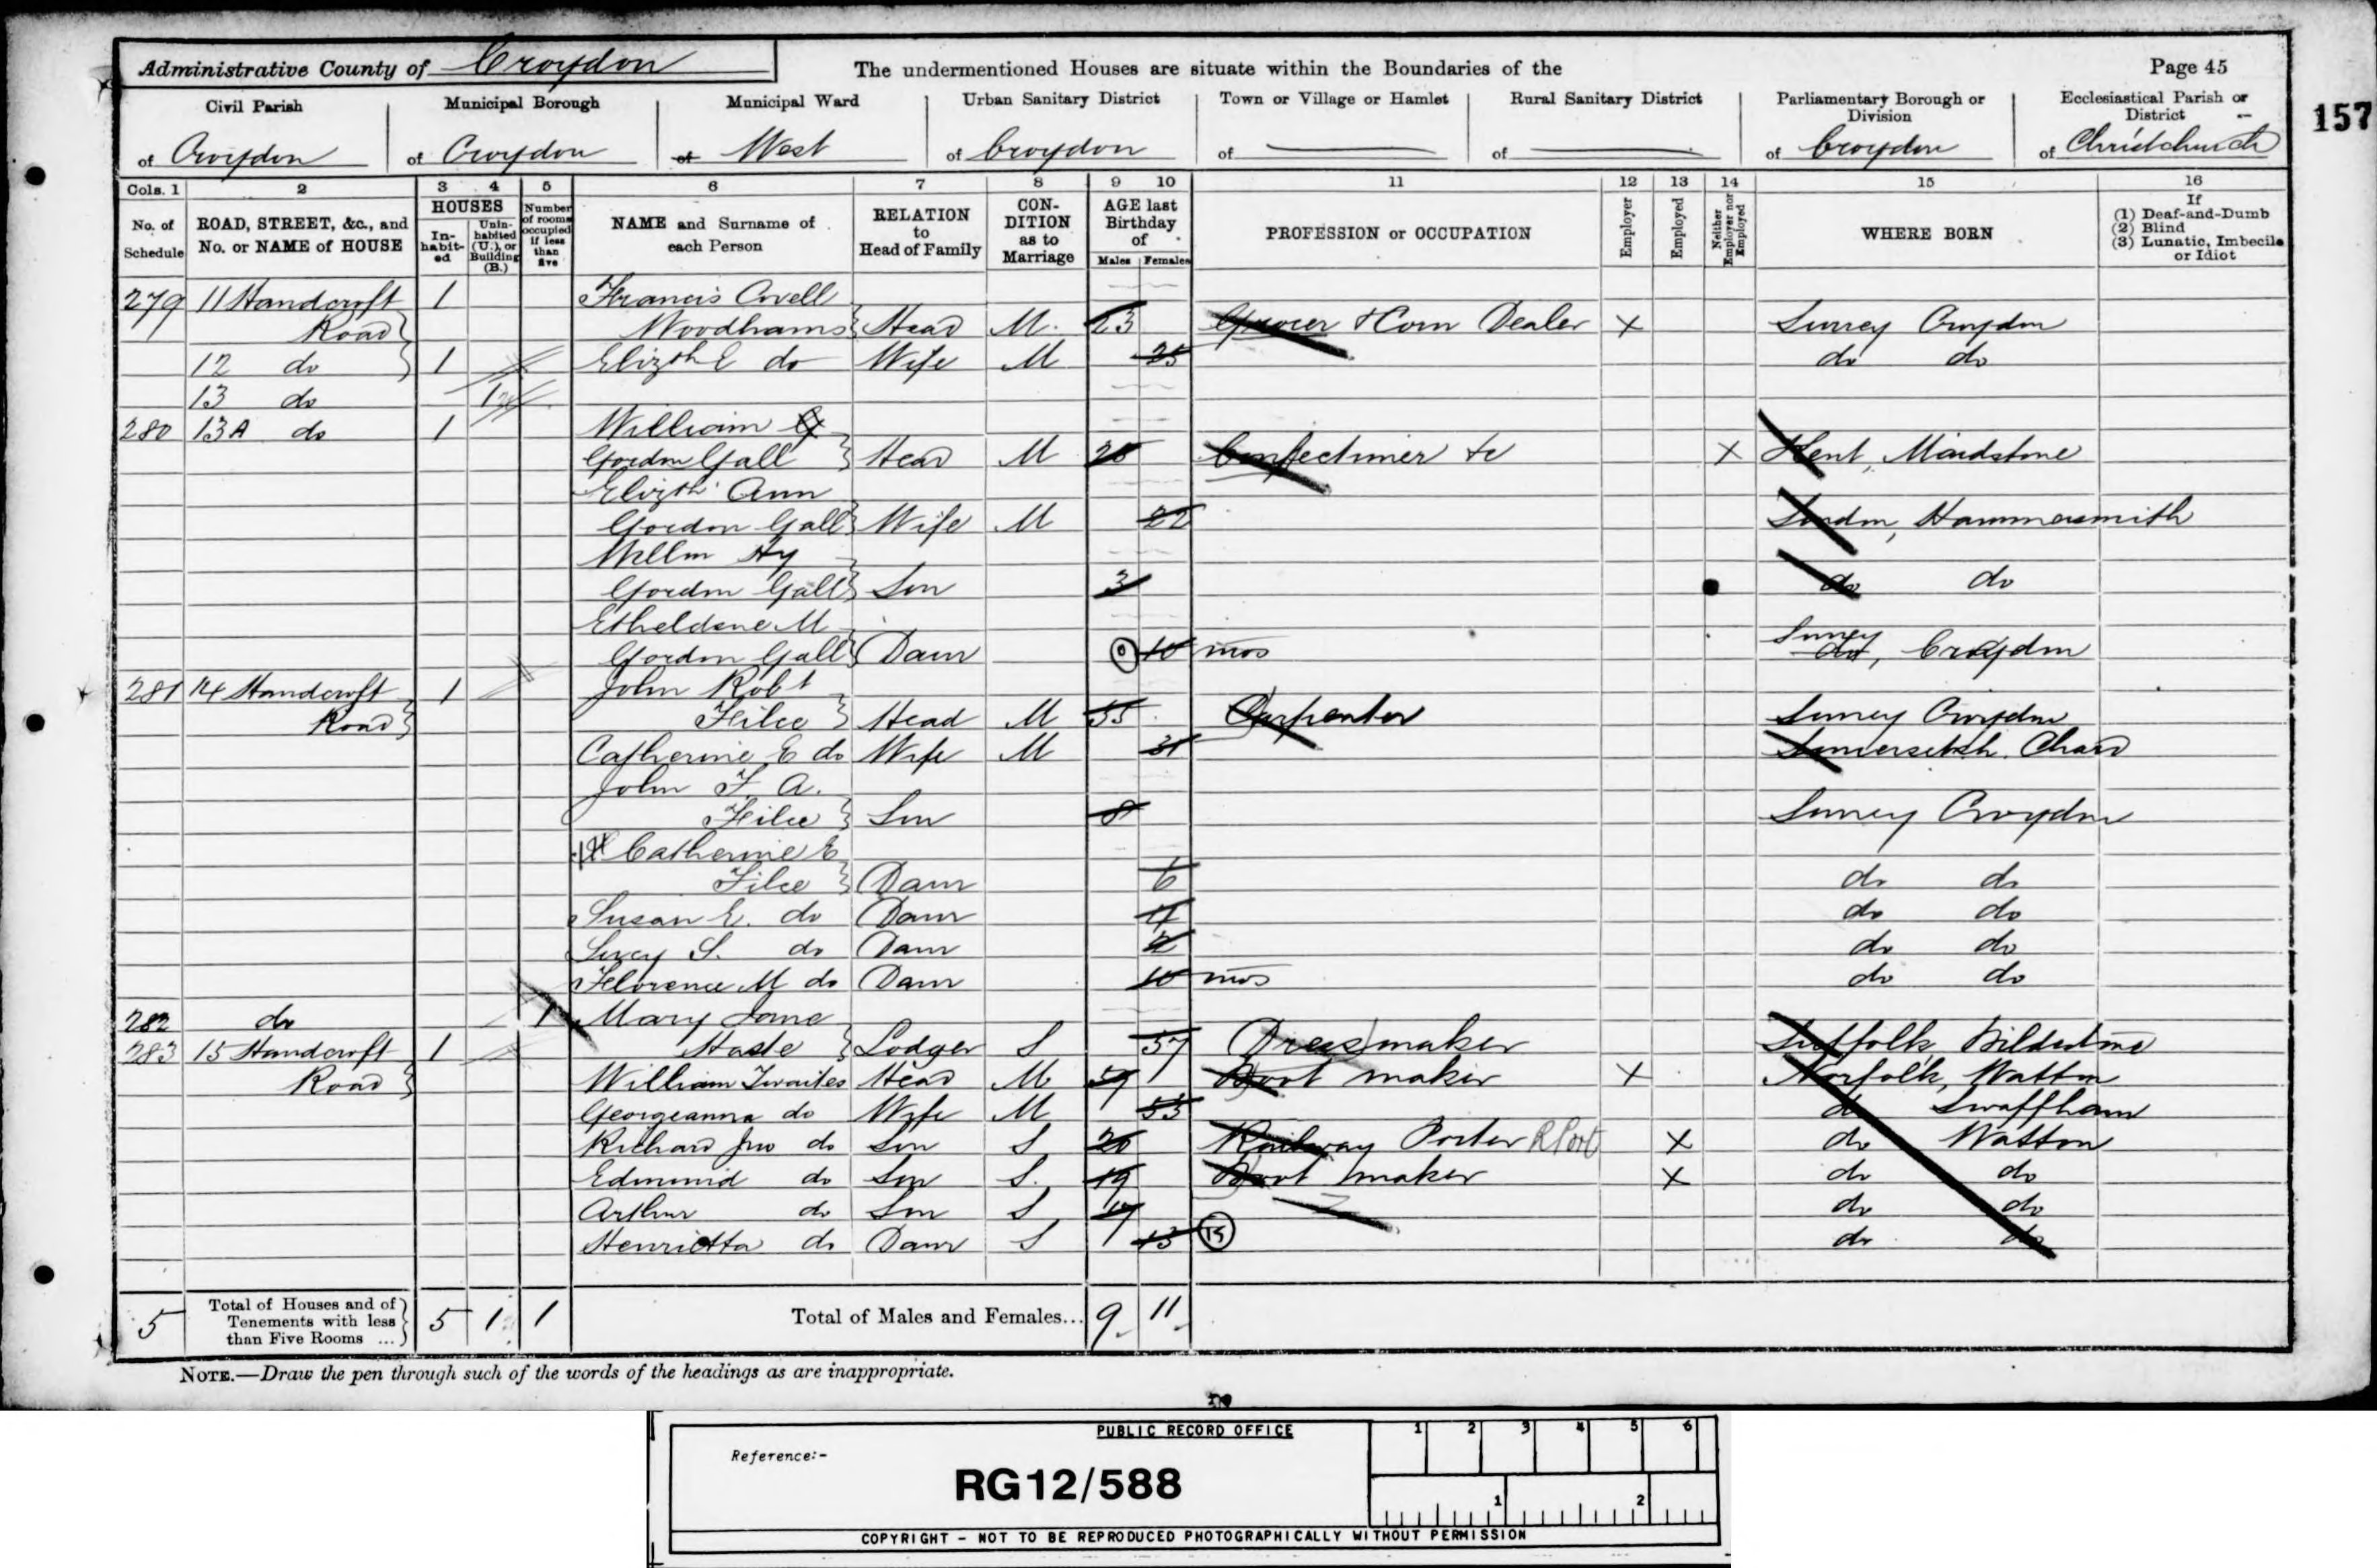 Administrative County of Croydon
The undermentioned Houses are situate within the Boundaries of the
Page 45
157
Civil Parish of Croydon
Municipal Borough of Croydon
Municipal Ward of West
Urban Sanitary District of Croydon
Town or Village or Hamlet of
Rural Sanitary District of
Parliamentary Borough or Division of Croydon
Ecclesiastical Parish or District of Christchurch
Cols. 1 2 3 4 5 6 7 8 9 10 11 12 13 14 15 16
No. of Schedule
ROAD, STREET, &c., and No. or NAME of HOUSE
HOUSES
Inhabited
Uninhabited (U.), or Building (B.)
Number of rooms occupied if less than five
NAME and Surname of each Person
RELATION to Head of Family
CONDITION as to Marriage
AGE last Birthday of
Males Females
PROFESSION or OCCUPATION
Employer
Employed
Neither Employer nor Employed
WHERE BORN
If
(1) Deaf-and-Dumb
(2) Blind
(3) Lunatic, Imbecile or Idiot
279 11 Handcroft 1 Francis Covell
Road Woodhams Head M. 23 Grocer & Corn Dealer X Surrey Croydon
12 do 1 Elizth E do Wife M 25 do do
13 do 1
280 13A do 1 William
Gordon Gall Head M Confectioner &c X Kent, Maidstone
Elizth Ann
Gordon Gall Wife M 22 London, Hammersmith
Willm Hy
Gordon Gall Son 3 do do
M
Gordon Gall Daur 0 10 mos Surrey, Croydon
281 14 Handcroft 1 John Robt
Road Filce Head M Carpenter Surrey Croydon
Catherine E do Wife M 31 Somersetsh. Chard
John F. A.
Filce Son 8 Surrey Croydon
Catherine E
Filce Daur 6 do do
Susan E. do Daur 4 do do
Lucy S. do Daur 2 do do
Florence M do Daur 10 mos do do
282 do 1 Mary Jane
283 15 Handcroft 1 Lodger S 57 Dressmaker Suffolk
Road William Twaites Head M 59 Boot maker X Norfolk, Watton
Georgeanna do Wife M 53 do Swaffham
Richard Jno do Son S 20 Railway Porter R Port X do Watton
Edmund do Son S. 19 Boot maker X do do
Arthur do Son S 17 do do
Henrietta do Daur S 13 15 do do
5 Total of Houses and of Tenements with less than Five Rooms ... 5 1 1 Total of Males and Females... 9 11
NOTE.—Draw the pen through such of the words of the headings as are inappropriate.
PUBLIC RECORD OFFICE
1 2 3 4 5 6
Reference:-
RG12/588
1 2
COPYRIGHT - NOT TO BE REPRODUCED PHOTOGRAPHICALLY WITHOUT PERMISSION